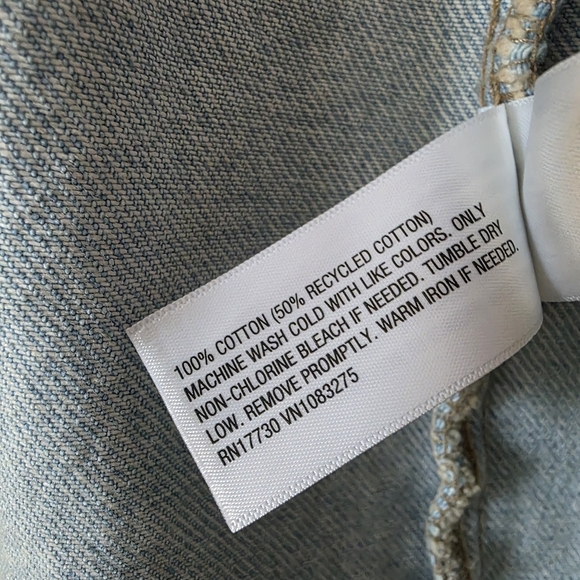 100% COTTON (50% RECYCLED COTTON)
MACHINE WASH COLD WITH LIKE COLORS. ONLY
NON-CHLORINE BLEACH IF NEEDED. TUMBLE DRY
LOW. REMOVE PROMPTLY. WARM IRON IF NEEDED.
RN17730 VN1083275